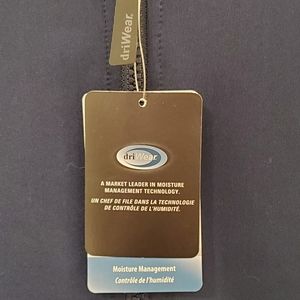 driWear.
driWear
A MARKET LEADER IN MOISTURE
MANAGEMENT TECHNOLOGY.
UN CHEF DE FILE DANS LA TECHNOLOGIE
DE CONTRÔLE DE L'HUMIDITÉ.
Moisture Management
Contrôle de l'humidité